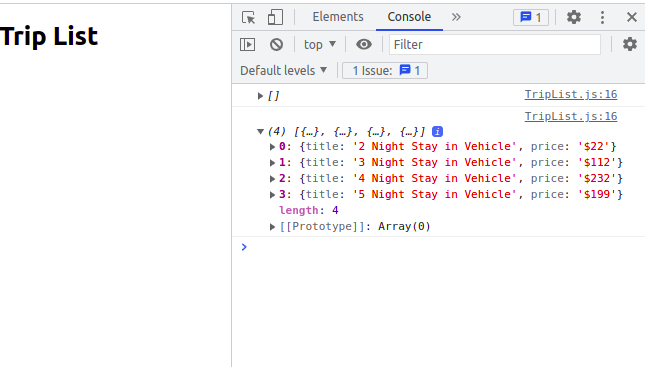 Trip List
Elements Console » 1
top Filter
Default levels 1 Issue: 1
[] TripList.js:16
TripList.js:16
(4) [{…}, {…}, {…}, {…}] i
0: {title: '2 Night Stay in Vehicle', price: '$22'}
1: {title: '3 Night Stay in Vehicle', price: '$112'}
2: {title: '4 Night Stay in Vehicle', price: '$232'}
3: {title: '5 Night Stay in Vehicle', price: '$199'}
length: 4
[[Prototype]]: Array(0)